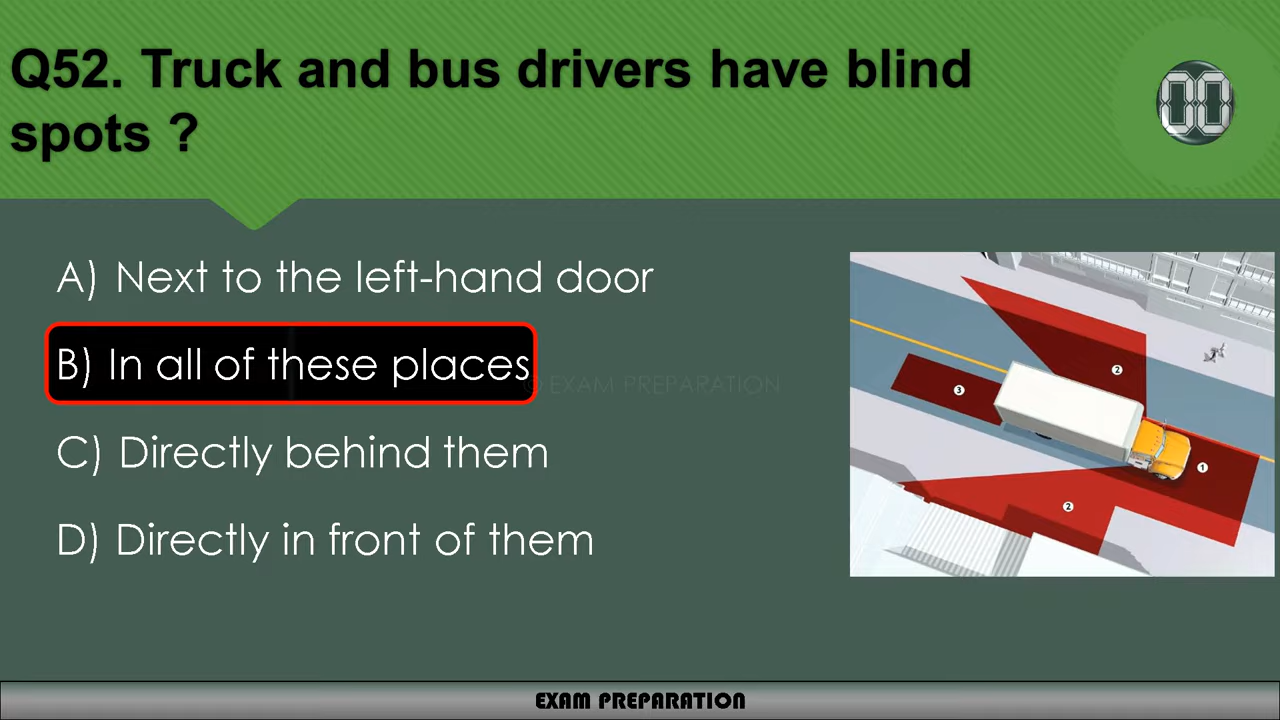 Q52. Truck and bus drivers have blind
spots ?
00
A) Next to the left-hand door
B) In all of these places
© EXAM PREPARATION
C) Directly behind them
D) Directly in front of them
2
3
1
2
EXAM PREPARATION